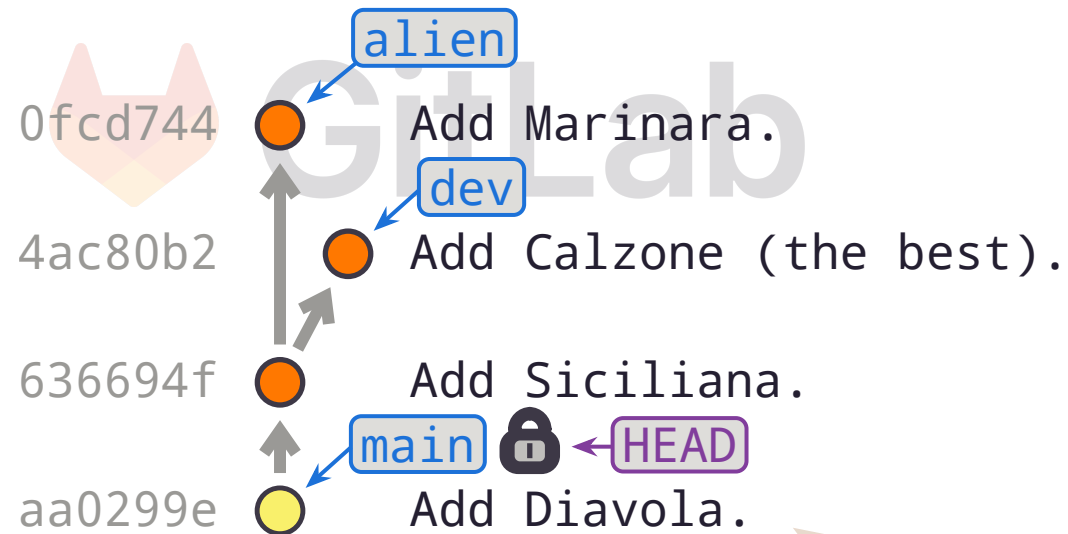 alien
GitLab
0fcd744 Add Marinara.
dev
4ac80b2 Add Calzone (the best).
636694f Add Siciliana.
main HEAD
aa0299e Add Diavola.